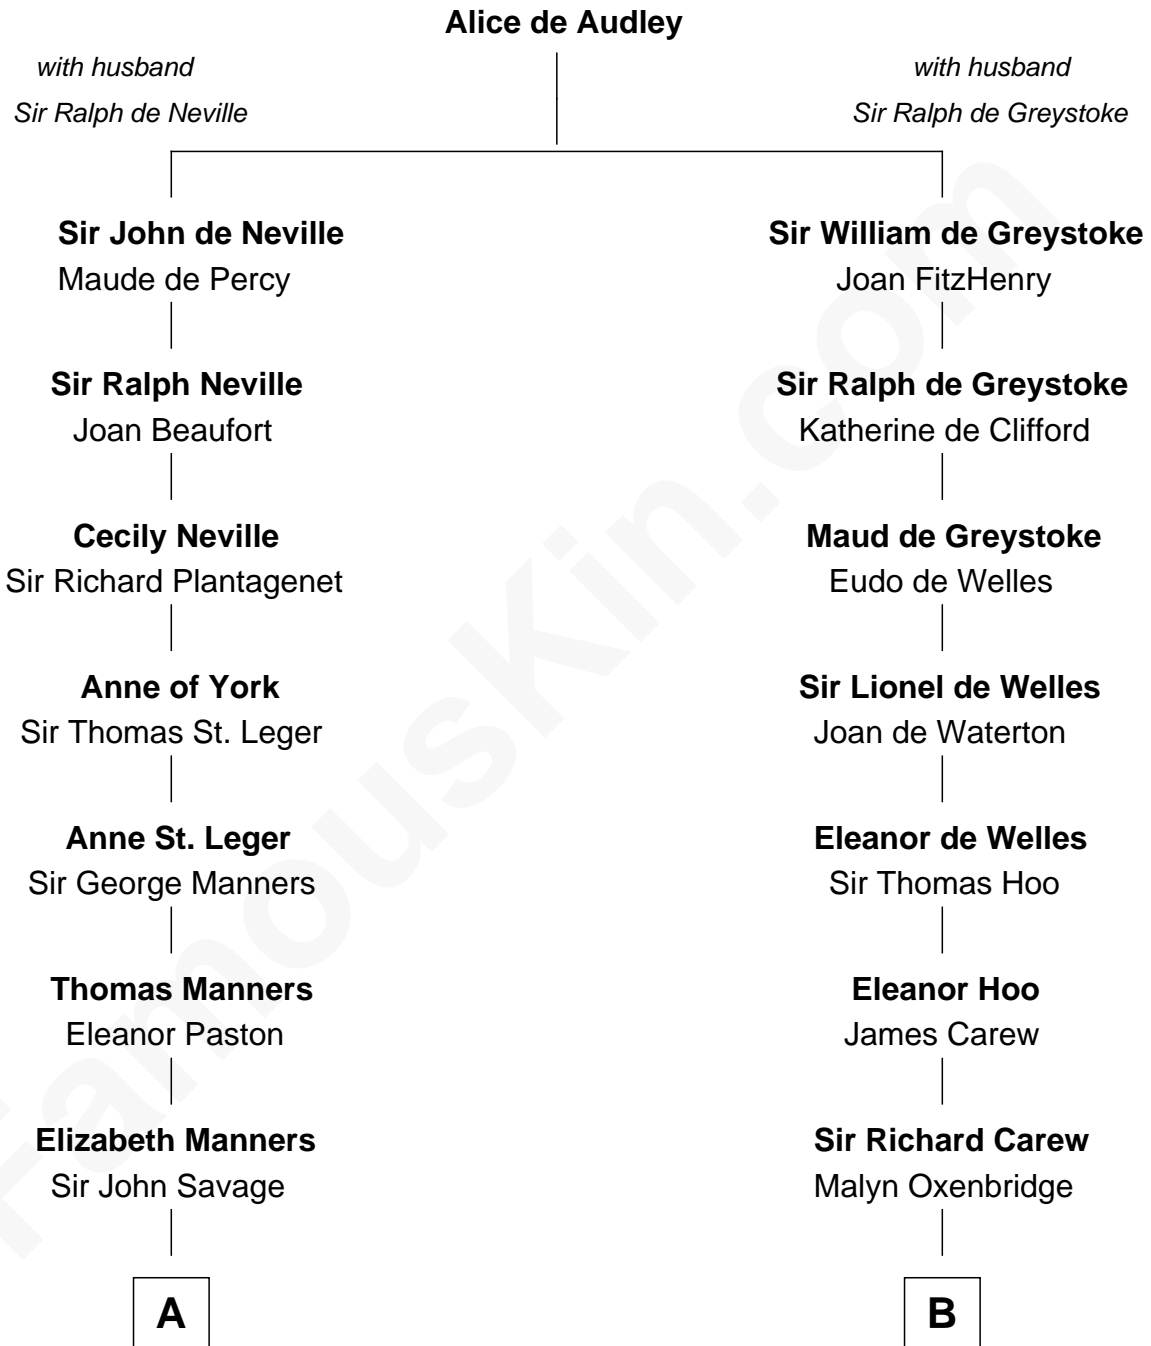 Alice de Audley
with husband
Sir Ralph de Neville
with husband
Sir Ralph de Greystoke
Sir John de Neville
Maude de Percy
Sir William de Greystoke
Joan FitzHenry
Sir Ralph Neville
Joan Beaufort
Sir Ralph de Greystoke
Katherine de Clifford
Cecily Neville
Sir Richard Plantagenet
Maud de Greystoke
Eudo de Welles
Anne of York
Sir Thomas St. Leger
Sir Lionel de Welles
Joan de Waterton
Anne St. Leger
Sir George Manners
Eleanor de Welles
Sir Thomas Hoo
Thomas Manners
Eleanor Paston
Eleanor Hoo
James Carew
Elizabeth Manners
Sir John Savage
Sir Richard Carew
Malyn Oxenbridge
A
B
FamousKin.com